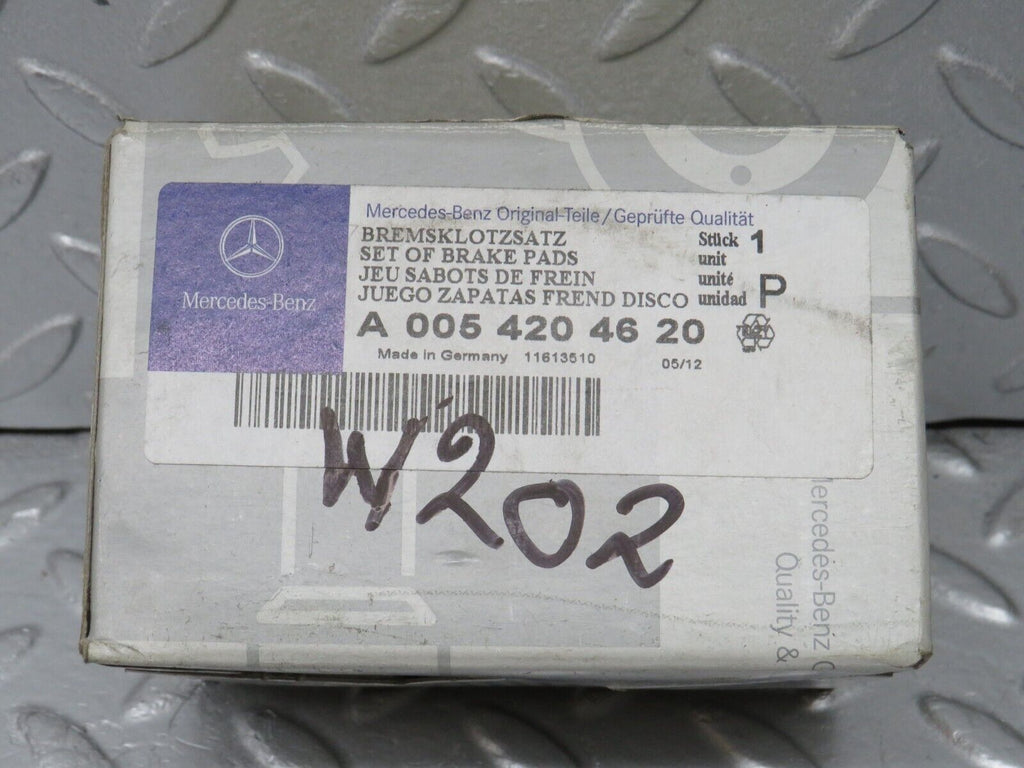 Mercedes-Benz
Mercedes-Benz Original-Teile/Geprüfte Qualität
BREMSKLOTZSATZ
SET OF BRAKE PADS
JEU SABOTS DE FREIN
JUEGO ZAPATAS FREND DISCO
Stück 1
unit
unité
unidad P
A 005 420 46 20
Made in Germany 11613510 05/12
W202
Mercedes-Benz
Quality &